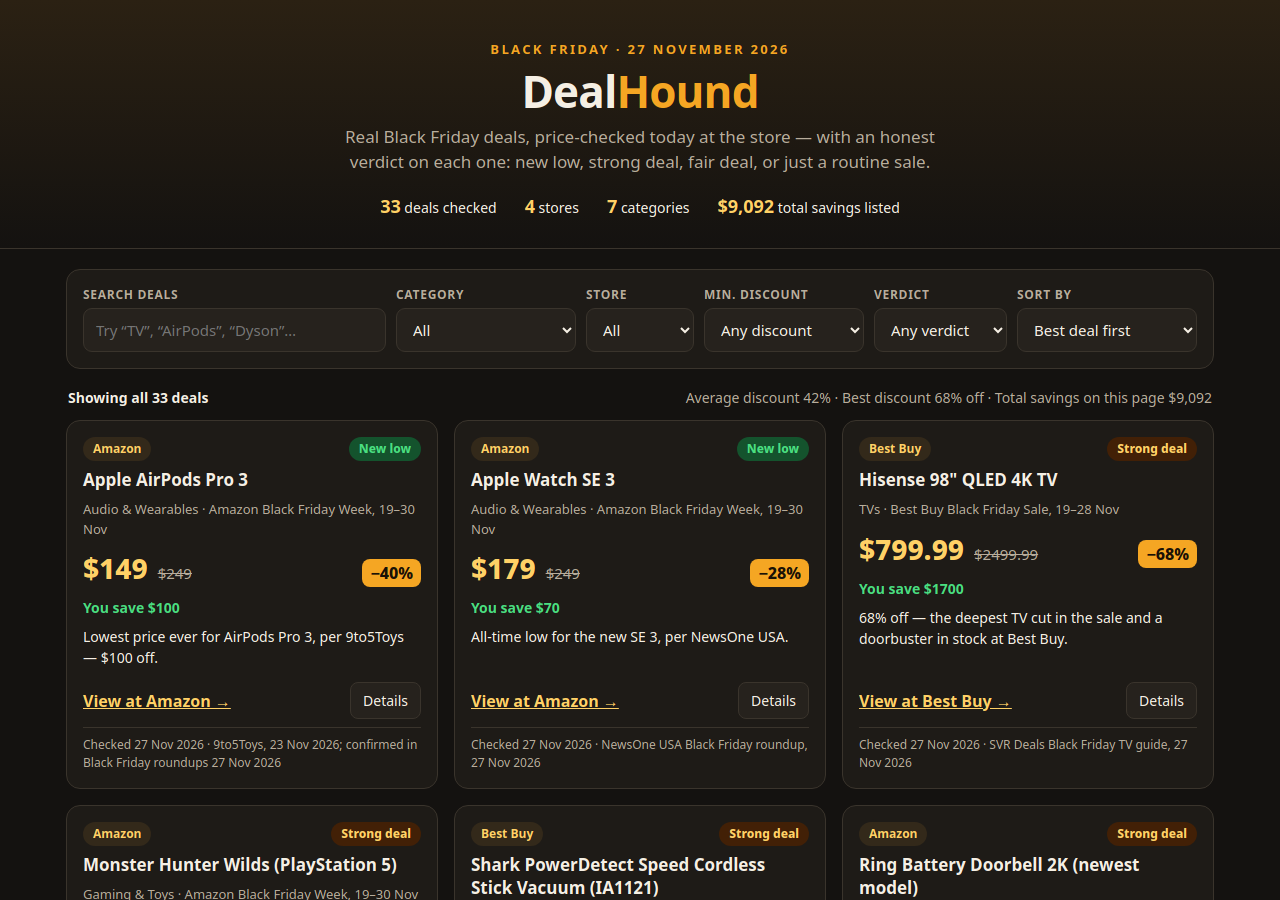 BLACK FRIDAY · 27 NOVEMBER 2026
DealHound
Real Black Friday deals, price-checked today at the store — with an honest
verdict on each one: new low, strong deal, fair deal, or just a routine sale.
33 deals checked 4 stores 7 categories $9,092 total savings listed
SEARCH DEALS CATEGORY STORE MIN. DISCOUNT VERDICT SORT BY
Try “TV”, “AirPods”, “Dyson”... All All Any discount Any verdict Best deal first
Showing all 33 deals Average discount 42% · Best discount 68% off · Total savings on this page $9,092
Amazon New low
Apple AirPods Pro 3
Audio & Wearables · Amazon Black Friday Week, 19–30
Nov
$149 $249 −40%
You save $100
Lowest price ever for AirPods Pro 3, per 9to5Toys
— $100 off.
View at Amazon → Details
Checked 27 Nov 2026 · 9to5Toys, 23 Nov 2026; confirmed in
Black Friday roundups 27 Nov 2026
Amazon New low
Apple Watch SE 3
Audio & Wearables · Amazon Black Friday Week, 19–30
Nov
$179 $249 −28%
You save $70
All-time low for the new SE 3, per NewsOne USA.
View at Amazon → Details
Checked 27 Nov 2026 · NewsOne USA Black Friday roundup,
27 Nov 2026
Best Buy Strong deal
Hisense 98" QLED 4K TV
TVs · Best Buy Black Friday Sale, 19–28 Nov
$799.99 $2499.99 −68%
You save $1700
68% off — the deepest TV cut in the sale and a
doorbuster in stock at Best Buy.
View at Best Buy → Details
Checked 27 Nov 2026 · SVR Deals Black Friday TV guide, 27
Nov 2026
Amazon Strong deal
Monster Hunter Wilds (PlayStation 5)
Gaming & Toys · Amazon Black Friday Week, 19–30 Nov
Best Buy Strong deal
Shark PowerDetect Speed Cordless
Stick Vacuum (IA1121)
Amazon Strong deal
Ring Battery Doorbell 2K (newest
model)